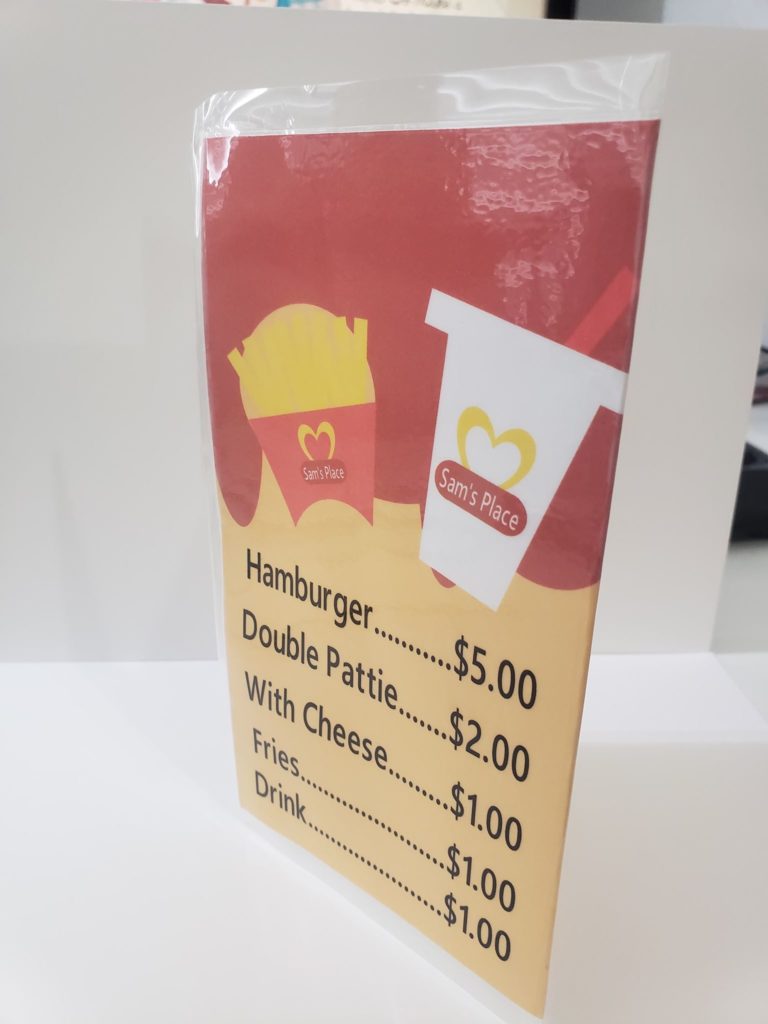 Sam's Place
Sam's Place
Hamburger...........$5.00
Double Pattie.......$2.00
With Cheese.........$1.00
Fries......................$1.00
Drink.....................$1.00